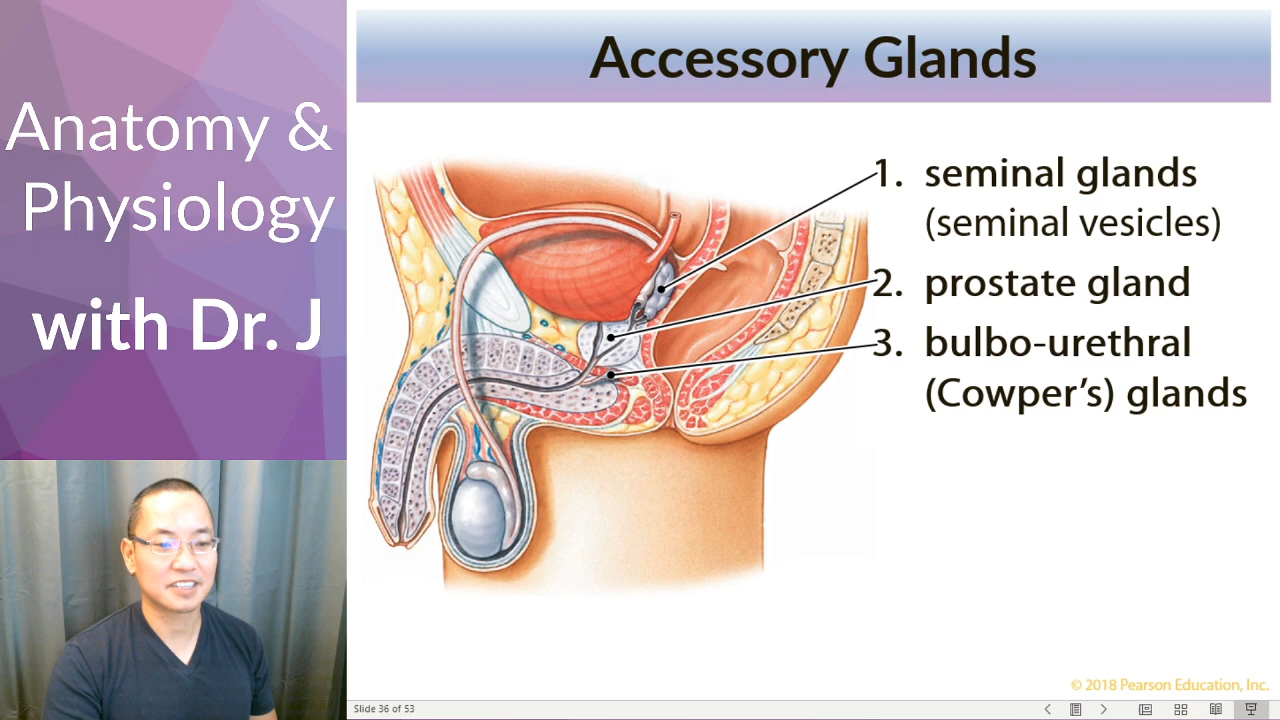 Anatomy &
Physiology
with Dr. J
Accessory Glands
1. seminal glands
(seminal vesicles)
2. prostate gland
3. bulbo-urethral
(Cowper's) glands
© 2018 Pearson Education, Inc.
Slide 36 of 53